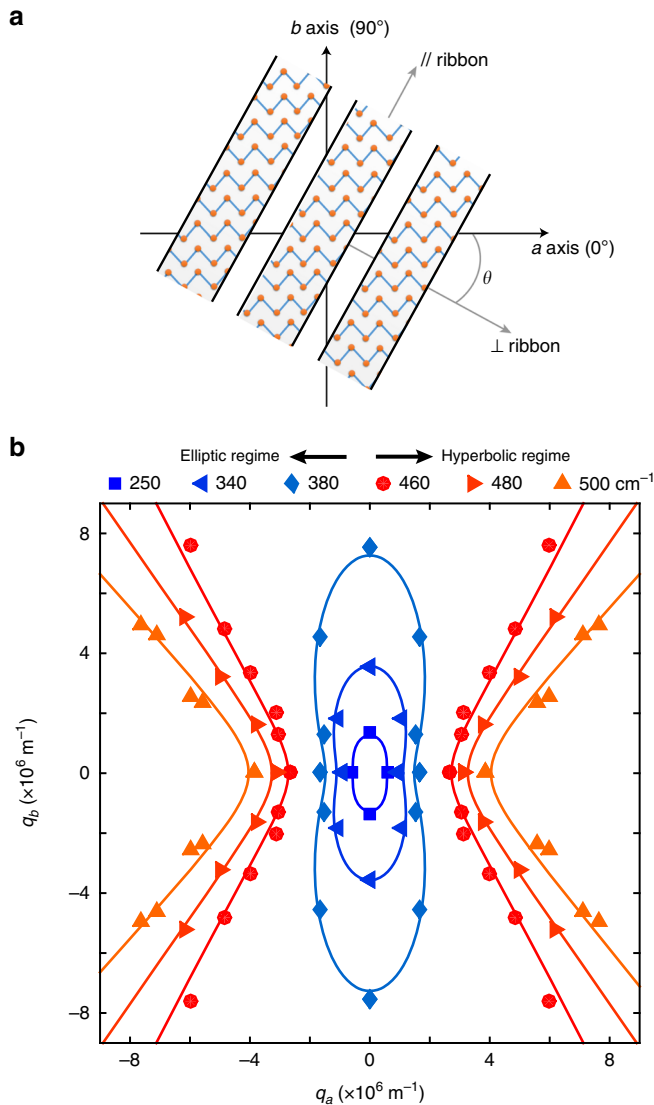 a
b axis (90°)
// ribbon
a axis (0°)
θ
⊥ ribbon
b
Elliptic regime Hyperbolic regime
250 340 380 460 480 500 cm⁻¹
8
4
0
−4
−8
q_b (×10⁶ m⁻¹)
−8 −4 0 4 8
q_a (×10⁶ m⁻¹)